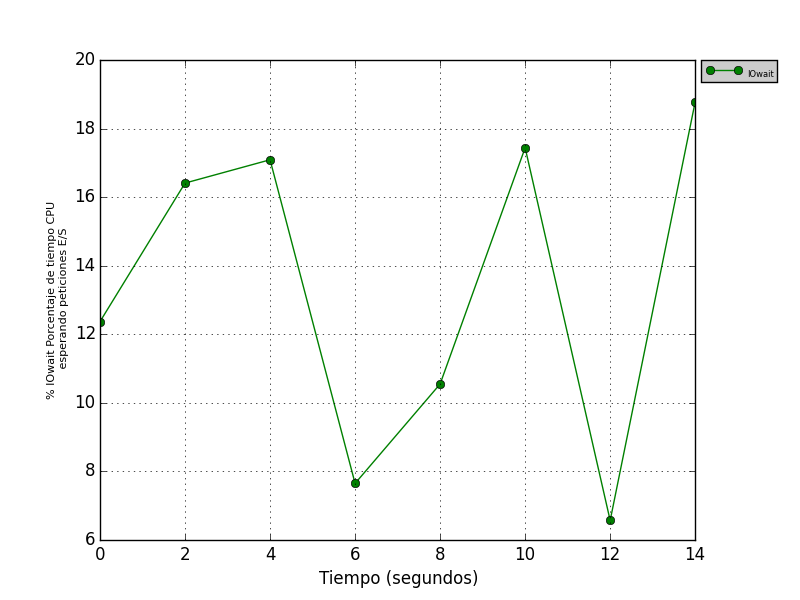 20
18
16
14
12
10
8
6
0 2 4 6 8 10 12 14
Tiempo (segundos)
% IOwait Porcentaje de tiempo CPU
esperando peticiones E/S
IOwait